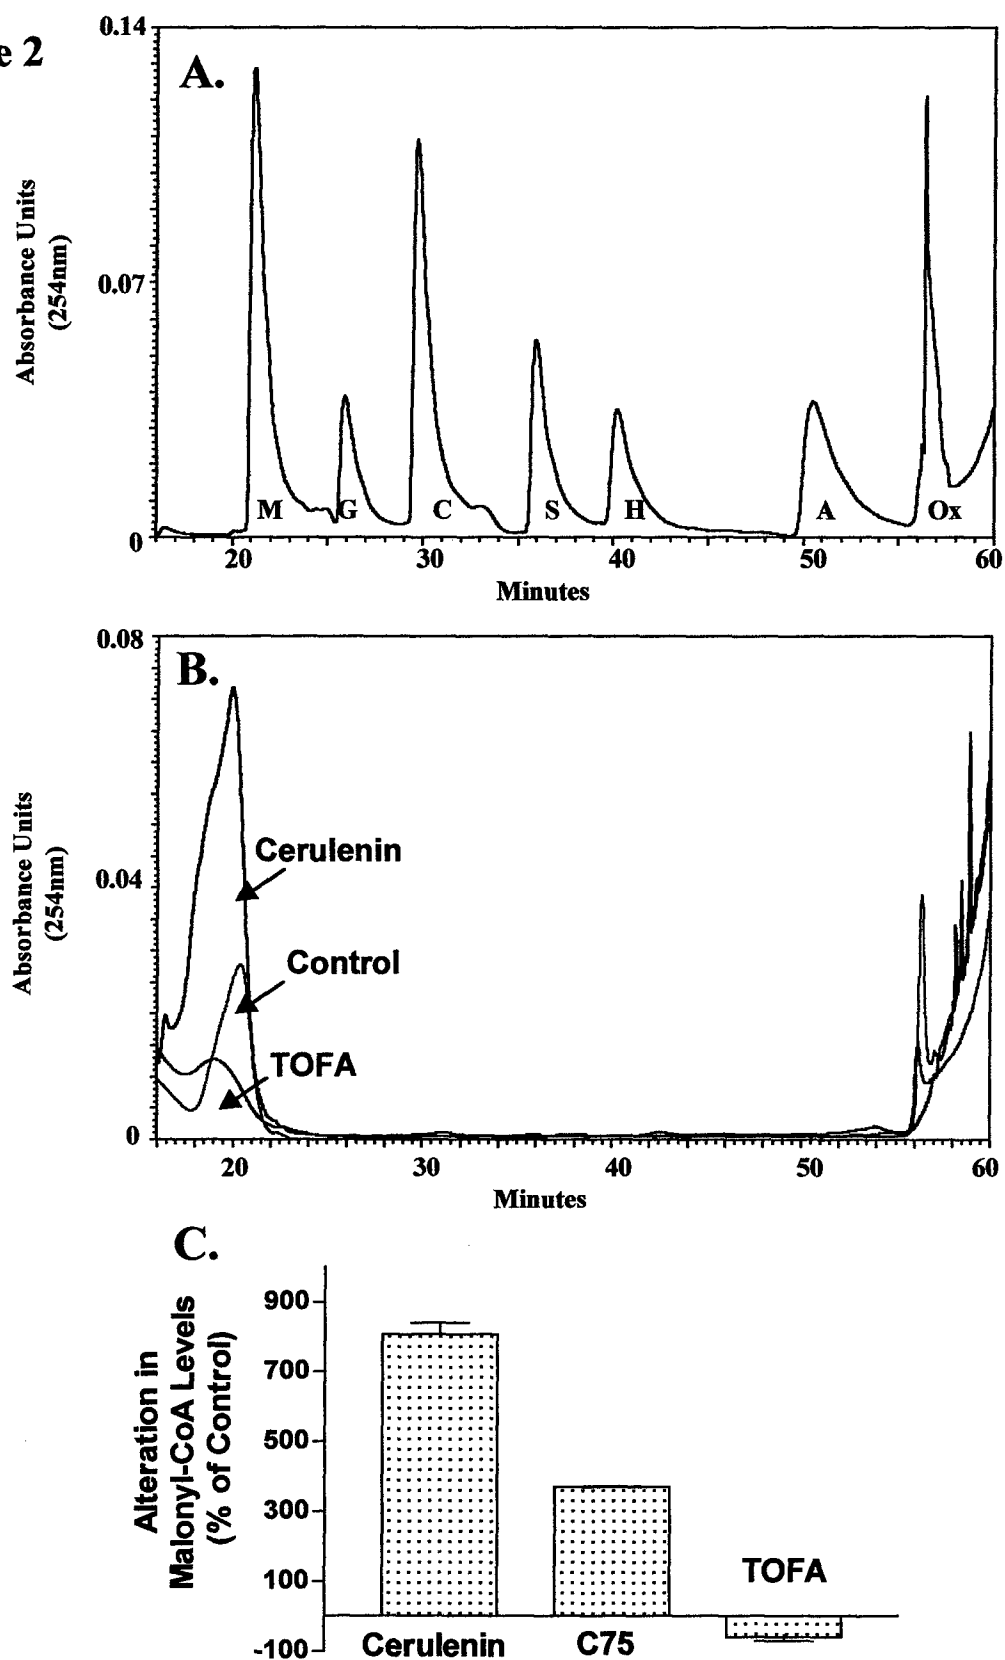 e 2
0.14
A.
Absorbance Units
(254nm)
0.07
0
M G C S H A Ox
20 30 40 50 60
Minutes
0.08
B.
Absorbance Units
(254nm)
0.04
0
Cerulenin
Control
TOFA
20 30 40 50 60
Minutes
C.
Alteration in
Malonyl-CoA Levels
(% of Control)
900
700
500
300
100
-100
TOFA
Cerulenin C75